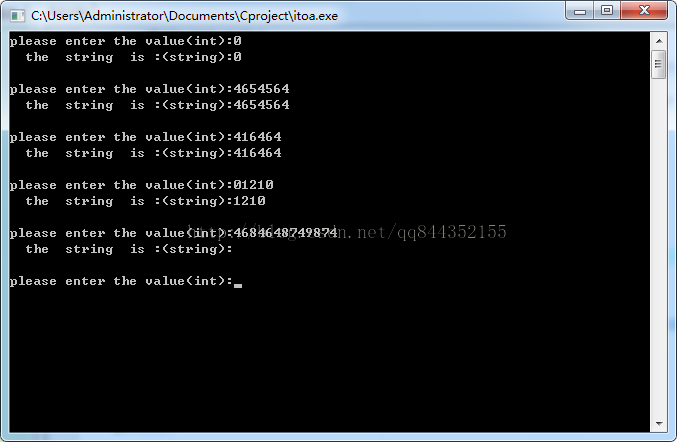 C:\Users\Administrator\Documents\Cproject\itoa.exe
please enter the value(int):0
  the  string  is :(string):0
please enter the value(int):4654564
  the  string  is :(string):4654564
please enter the value(int):416464
  the  string  is :(string):416464
please enter the value(int):01210
  the  string  is :(string):1210
please enter the value(int):4684648749874
http://blog.csdn.net/qq844352155
  the  string  is :(string):
please enter the value(int):